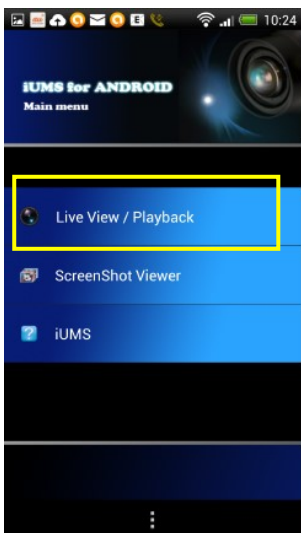 E
10:24
iUMS for ANDROID
Main menu
Live View / Playback
ScreenShot Viewer
? iUMS